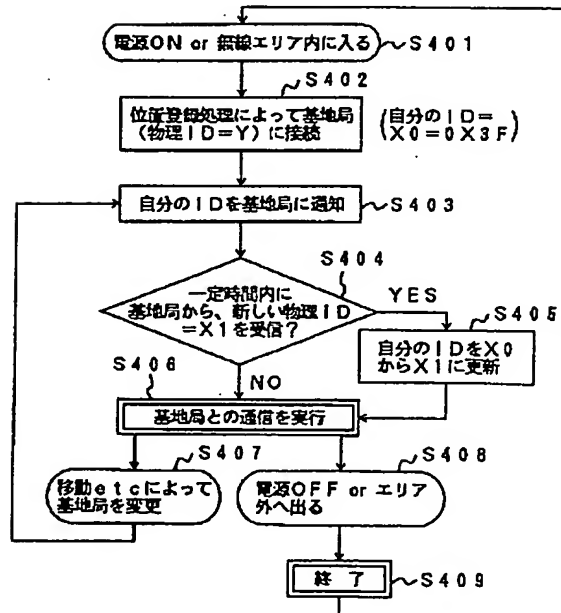 電源ON or 無線エリア内に入る
S401
S402
位置登録処理によって基地局
(物理ID=Y)に接続
(自分のID=
X0=0X3F)
自分のIDを基地局に通知
S403
S404
一定時間内に
基地局から、新しい物理ID
=X1を受信?
YES
S405
自分のIDをX0
からX1に更新
S406
NO
基地局との通信を実行
S407
移動etcによって
基地局を変更
S408
電源OFF or エリア
外へ出る
終 了
S409